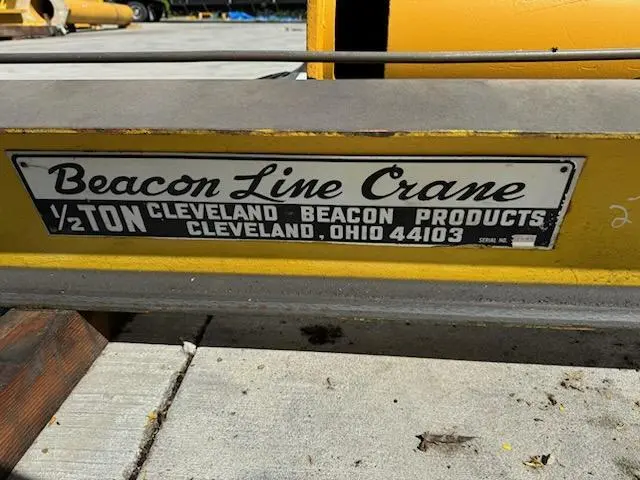 Beacon Line Crane
1/2 TON CLEVELAND BEACON PRODUCTS
CLEVELAND, OHIO 44103
SERIAL NO.